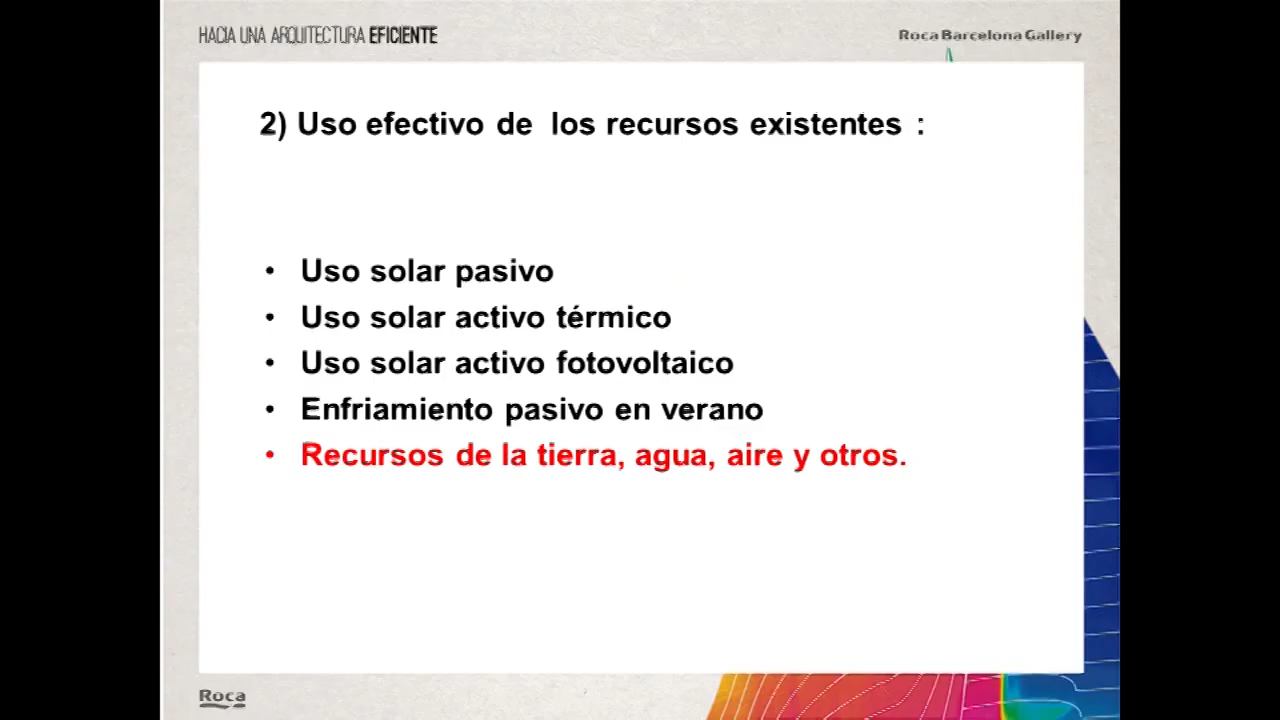 HACIA UNA ARQUITECTURA EFICIENTE
Roca Barcelona Gallery
2) Uso efectivo de los recursos existentes :
• Uso solar pasivo
• Uso solar activo térmico
• Uso solar activo fotovoltaico
• Enfriamiento pasivo en verano
• Recursos de la tierra, agua, aire y otros.
Roca